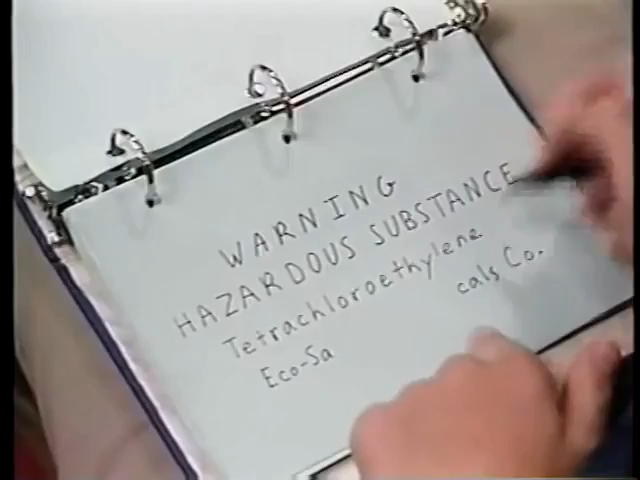 WARNING
HAZARDOUS SUBSTANCE
Tetrachloroethylene
Eco-Sa cals Co.